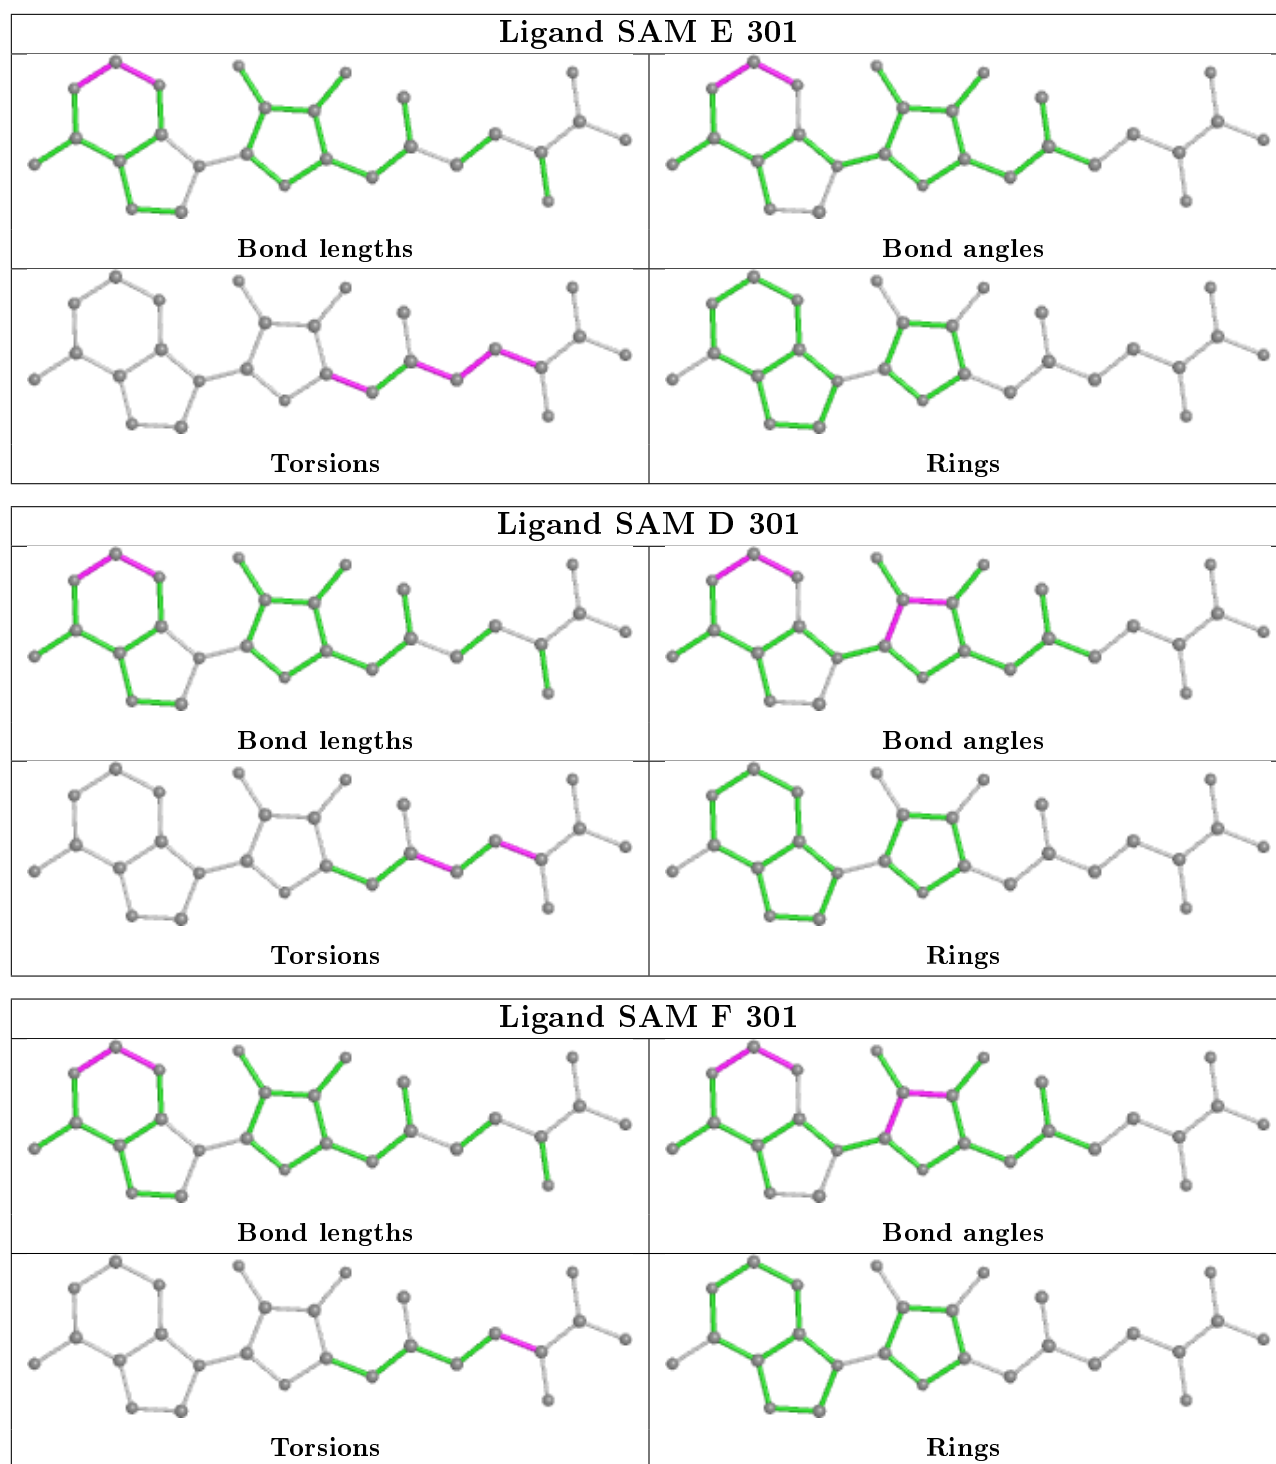 Ligand SAM E 301
Bond lengths
Bond angles
Torsions
Rings
Ligand SAM D 301
Bond lengths
Bond angles
Torsions
Rings
Ligand SAM F 301
Bond lengths
Bond angles
Torsions
Rings